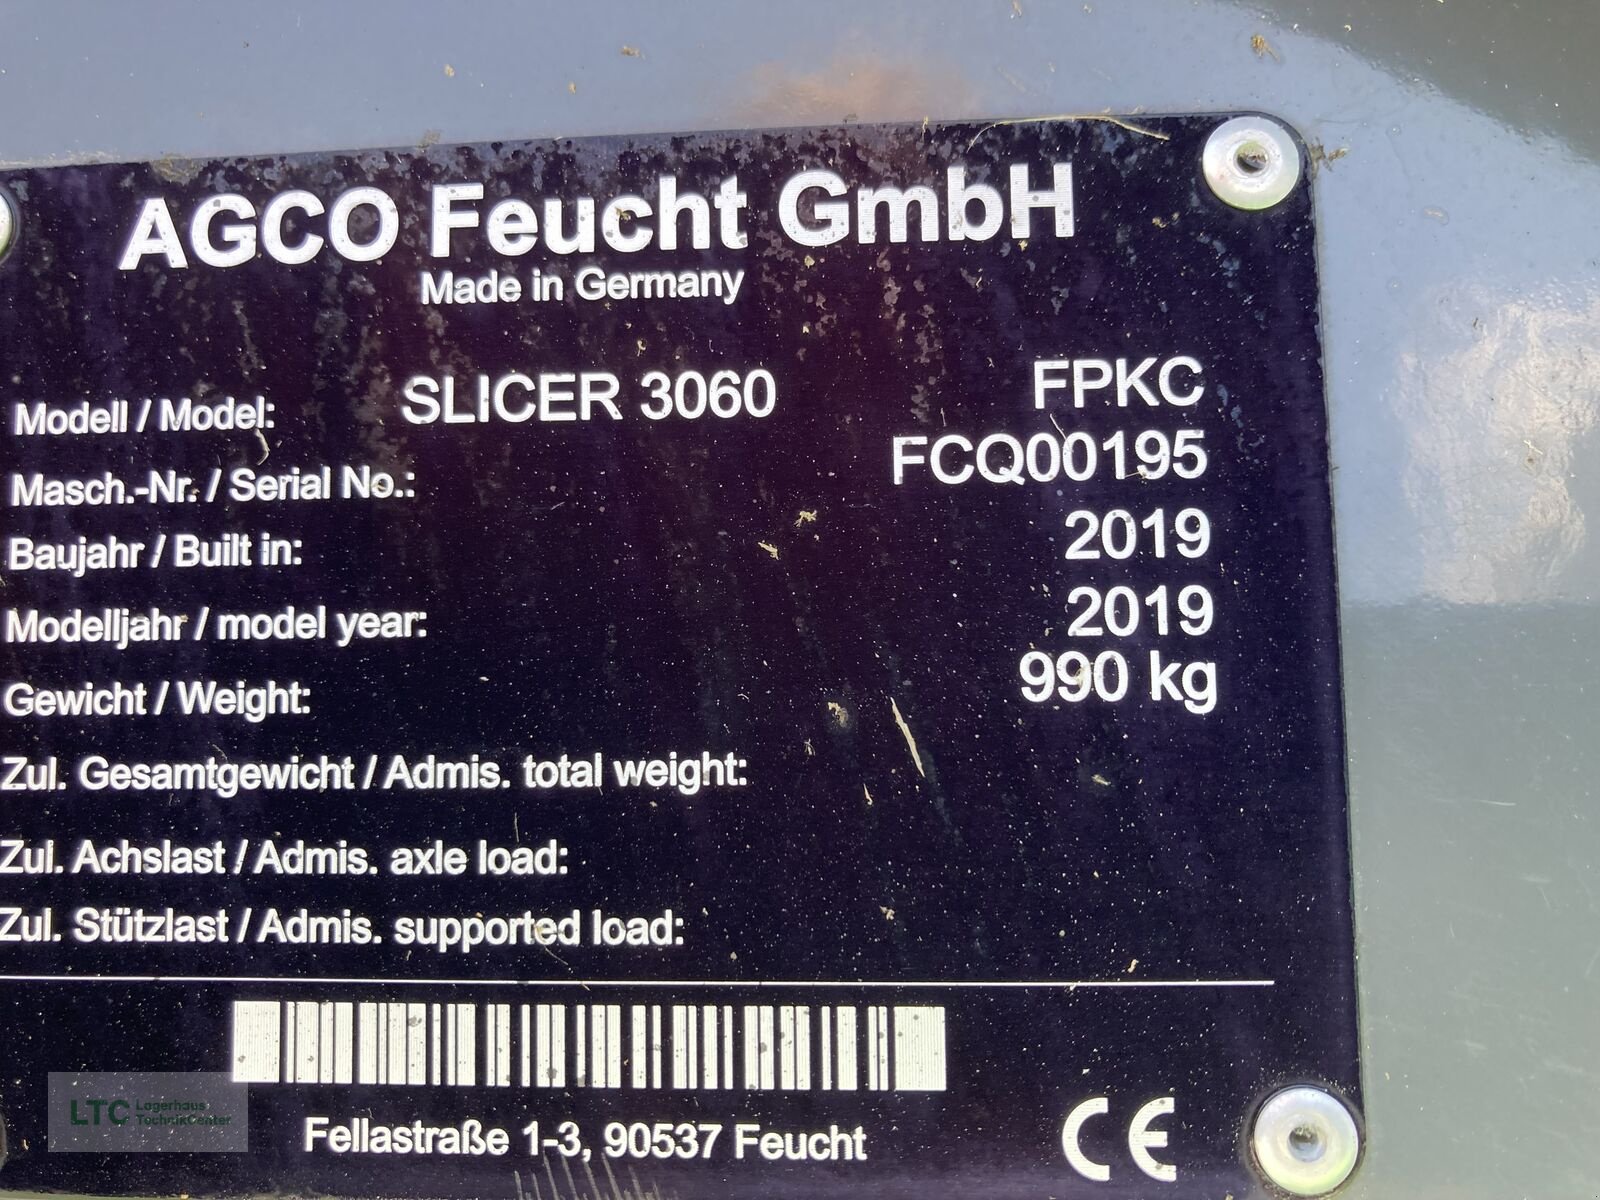 AGCO Feucht GmbH
Made in Germany
Modell / Model: SLICER 3060 FPKC
Masch.-Nr. / Serial No.: FCQ00195
Baujahr / Built in: 2019
Modelljahr / model year: 2019
Gewicht / Weight: 990 kg
Zul. Gesamtgewicht / Admis. total weight:
Zul. Achslast / Admis. axle load:
Zul. Stützlast / Admis. supported load:
Fellastraße 1-3, 90537 Feucht
CE
LTC Lagerhaus
TechnikCenter